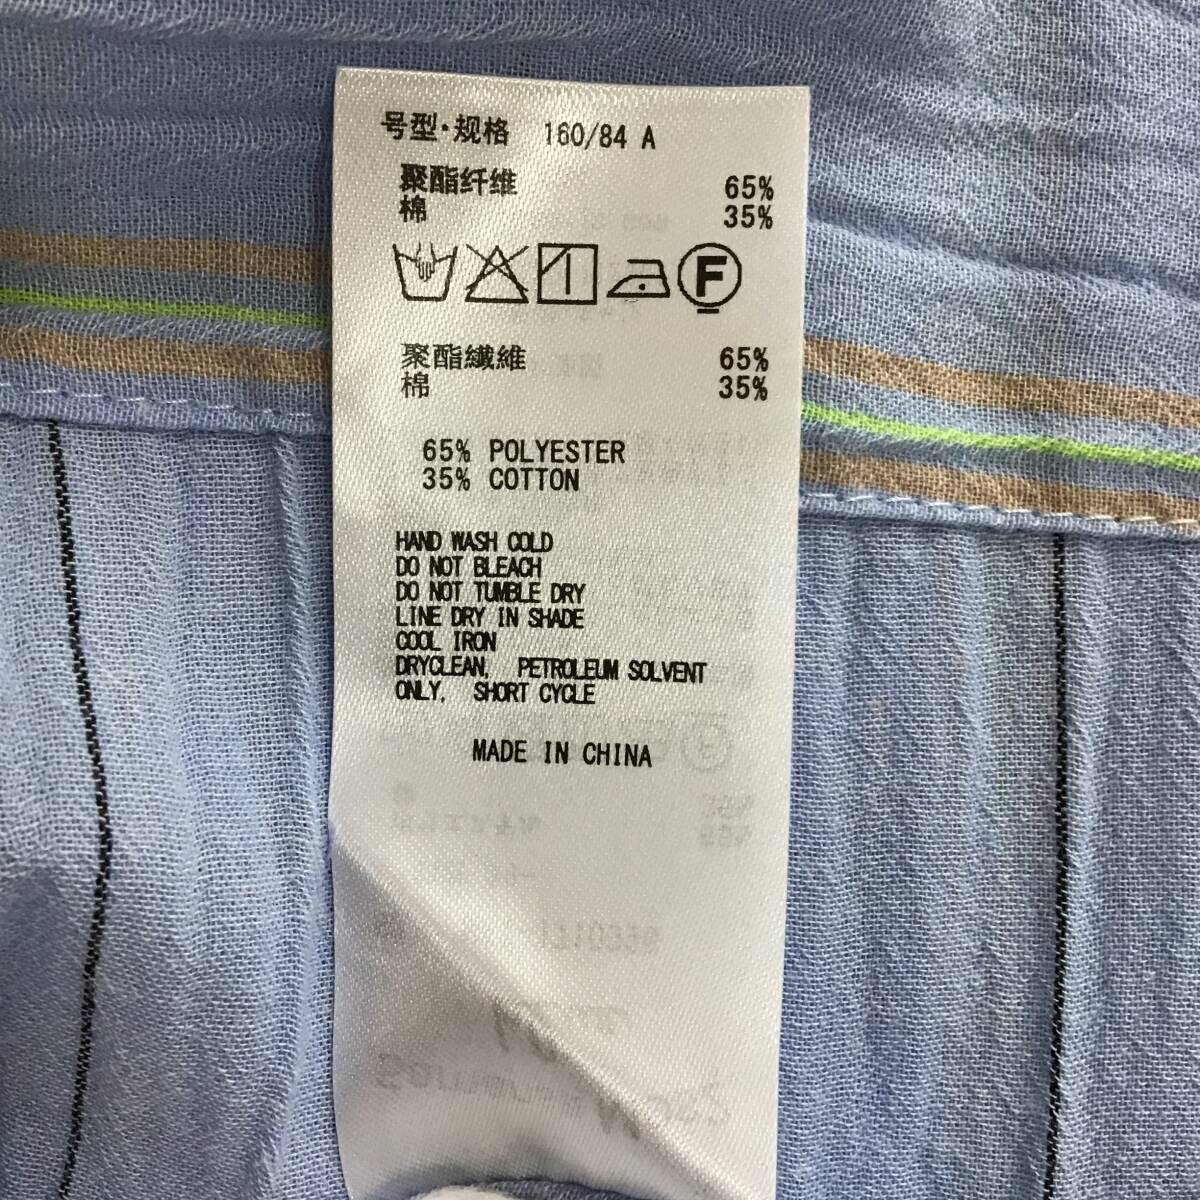 号型·规格 160/84 A
聚酯纤维 65%
棉 35%
F
聚酯纖維 65%
棉 35%
65% POLYESTER
35% COTTON
HAND WASH COLD
DO NOT BLEACH
DO NOT TUMBLE DRY
LINE DRY IN SHADE
COOL IRON
DRYCLEAN, PETROLEUM SOLVENT
ONLY, SHORT CYCLE
MADE IN CHINA